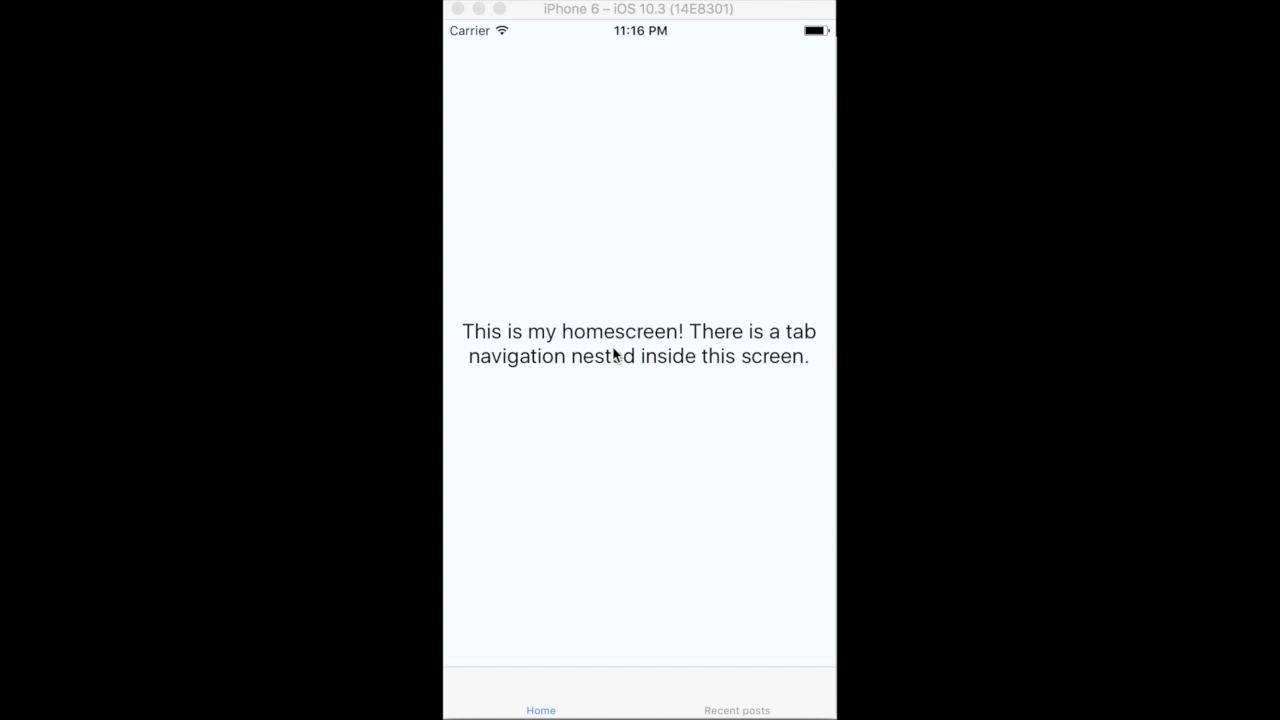 iPhone 6 – iOS 10.3 (14E8301)
Carrier 11:16 PM
This is my homescreen! There is a tab
navigation nested inside this screen.
Home Recent posts